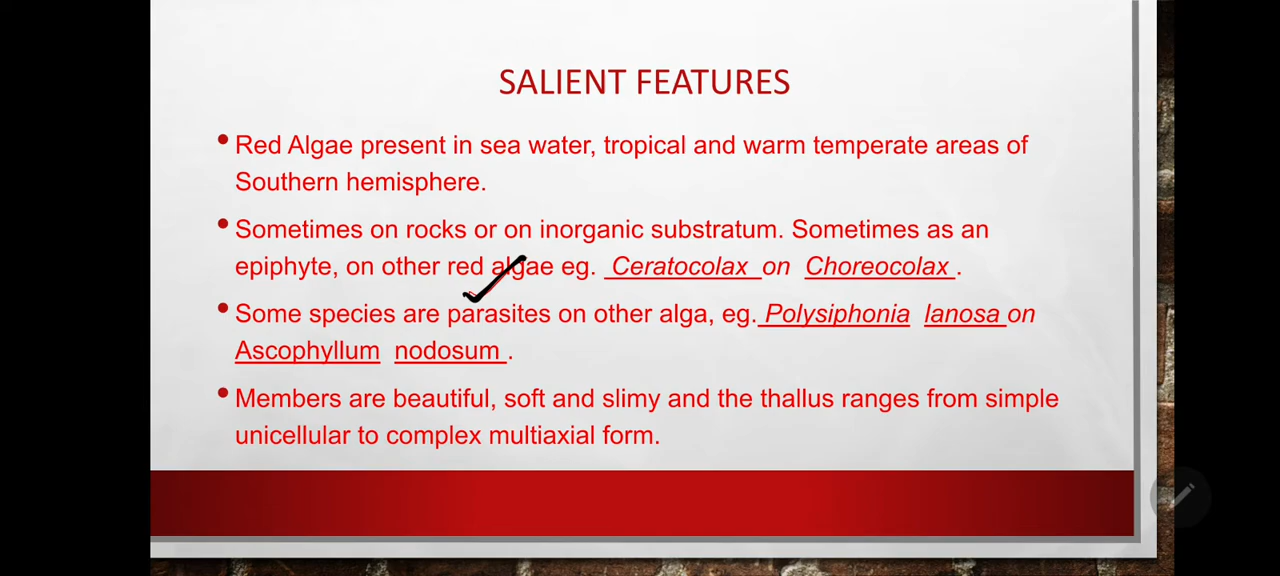 SALIENT FEATURES
• Red Algae present in sea water, tropical and warm temperate areas of
Southern hemisphere.
• Sometimes on rocks or on inorganic substratum. Sometimes as an
epiphyte, on other red algae eg. Ceratocolax on Choreocolax .
• Some species are parasites on other alga, eg. Polysiphonia lanosa on
Ascophyllum nodosum .
• Members are beautiful, soft and slimy and the thallus ranges from simple
unicellular to complex multiaxial form.